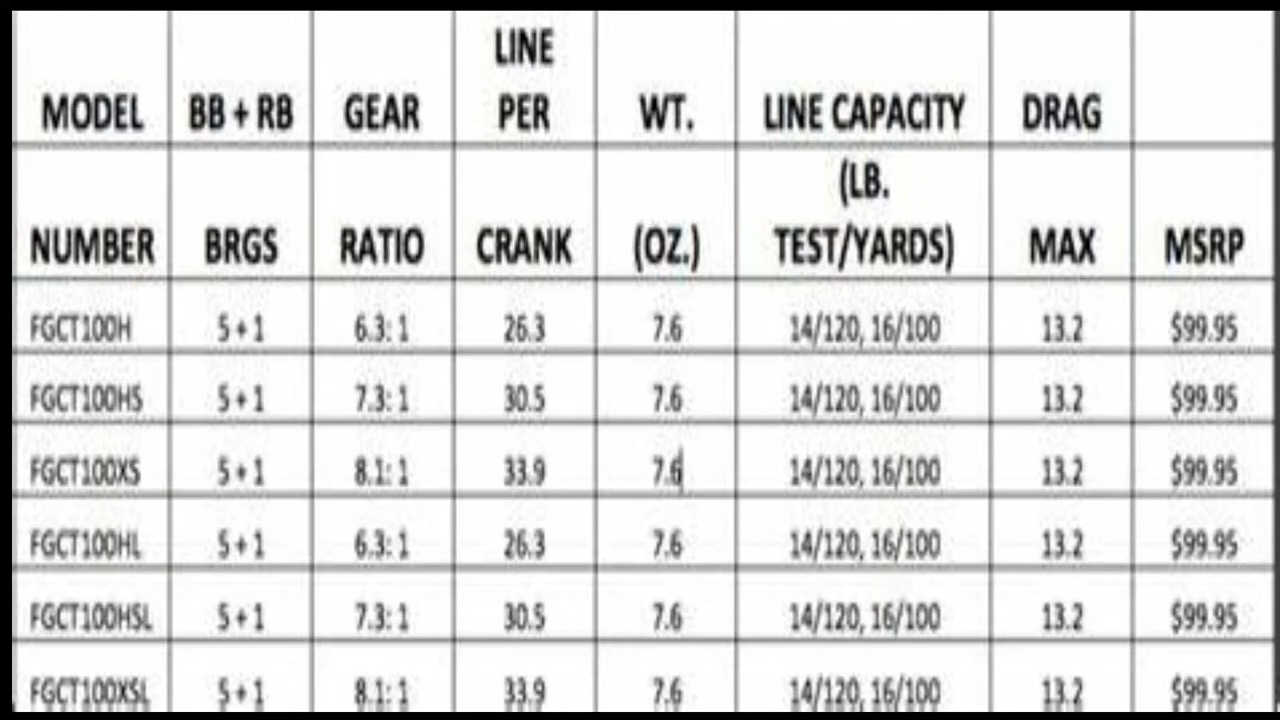 LINE
MODEL BB + RB GEAR PER WT. LINE CAPACITY DRAG
(LB.
NUMBER BRGS RATIO CRANK (OZ.) TEST/YARDS) MAX MSRP
FGCT100H 5+1 6.3:1 26.3 7.6 14/120, 16/100 13.2 $99.95
FGCT100HS 5+1 7.3:1 30.5 7.6 14/120, 16/100 13.2 $99.95
FGCT100XS 5+1 8.1:1 33.9 7.6 14/120, 16/100 13.2 $99.95
FGCT100HL 5+1 6.3:1 26.3 7.6 14/120, 16/100 13.2 $99.95
FGCT100HSL 5+1 7.3:1 30.5 7.6 14/120, 16/100 13.2 $99.95
FGCT100XSL 5+1 8.1:1 33.9 7.6 14/120, 16/100 13.2 $99.95